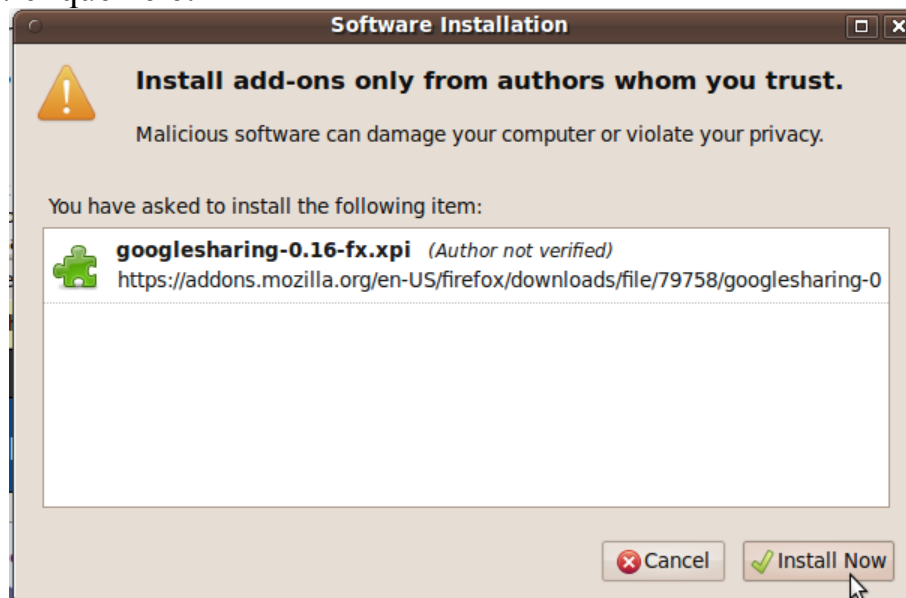 Software Installation
Install add-ons only from authors whom you trust.
Malicious software can damage your computer or violate your privacy.
You have asked to install the following item:
googlesharing-0.16-fx.xpi (Author not verified)
https://addons.mozilla.org/en-US/firefox/downloads/file/79758/googlesharing-0
Cancel
Install Now